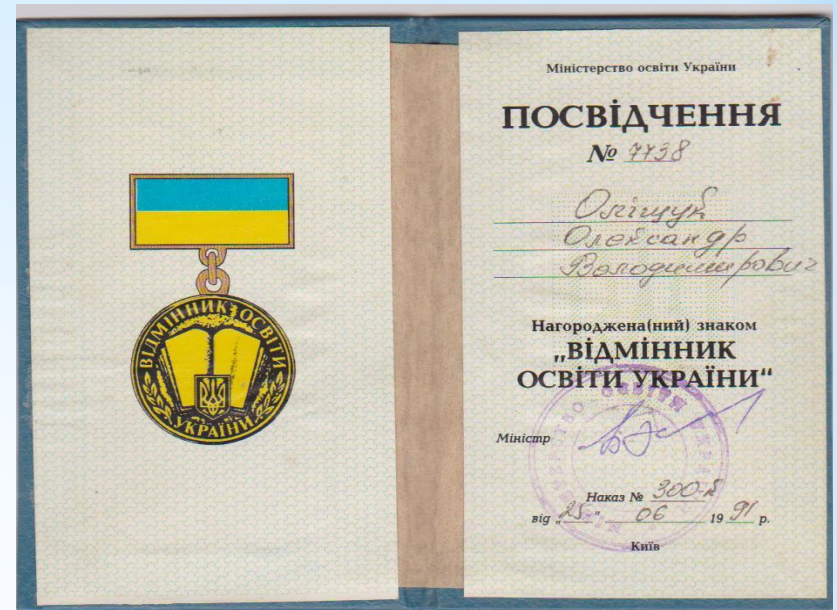 ВІДМІННИК ОСВІТИ
УКРАЇНИ
Міністерство освіти України
ПОСВІДЧЕННЯ
№ 7738
Олександр
Володимирович
Нагороджена(ний) знаком
„ВІДМІННИК
ОСВІТИ УКРАЇНИ“
Міністр
Наказ № 300-
від „25“ 06 1991 р.
Київ